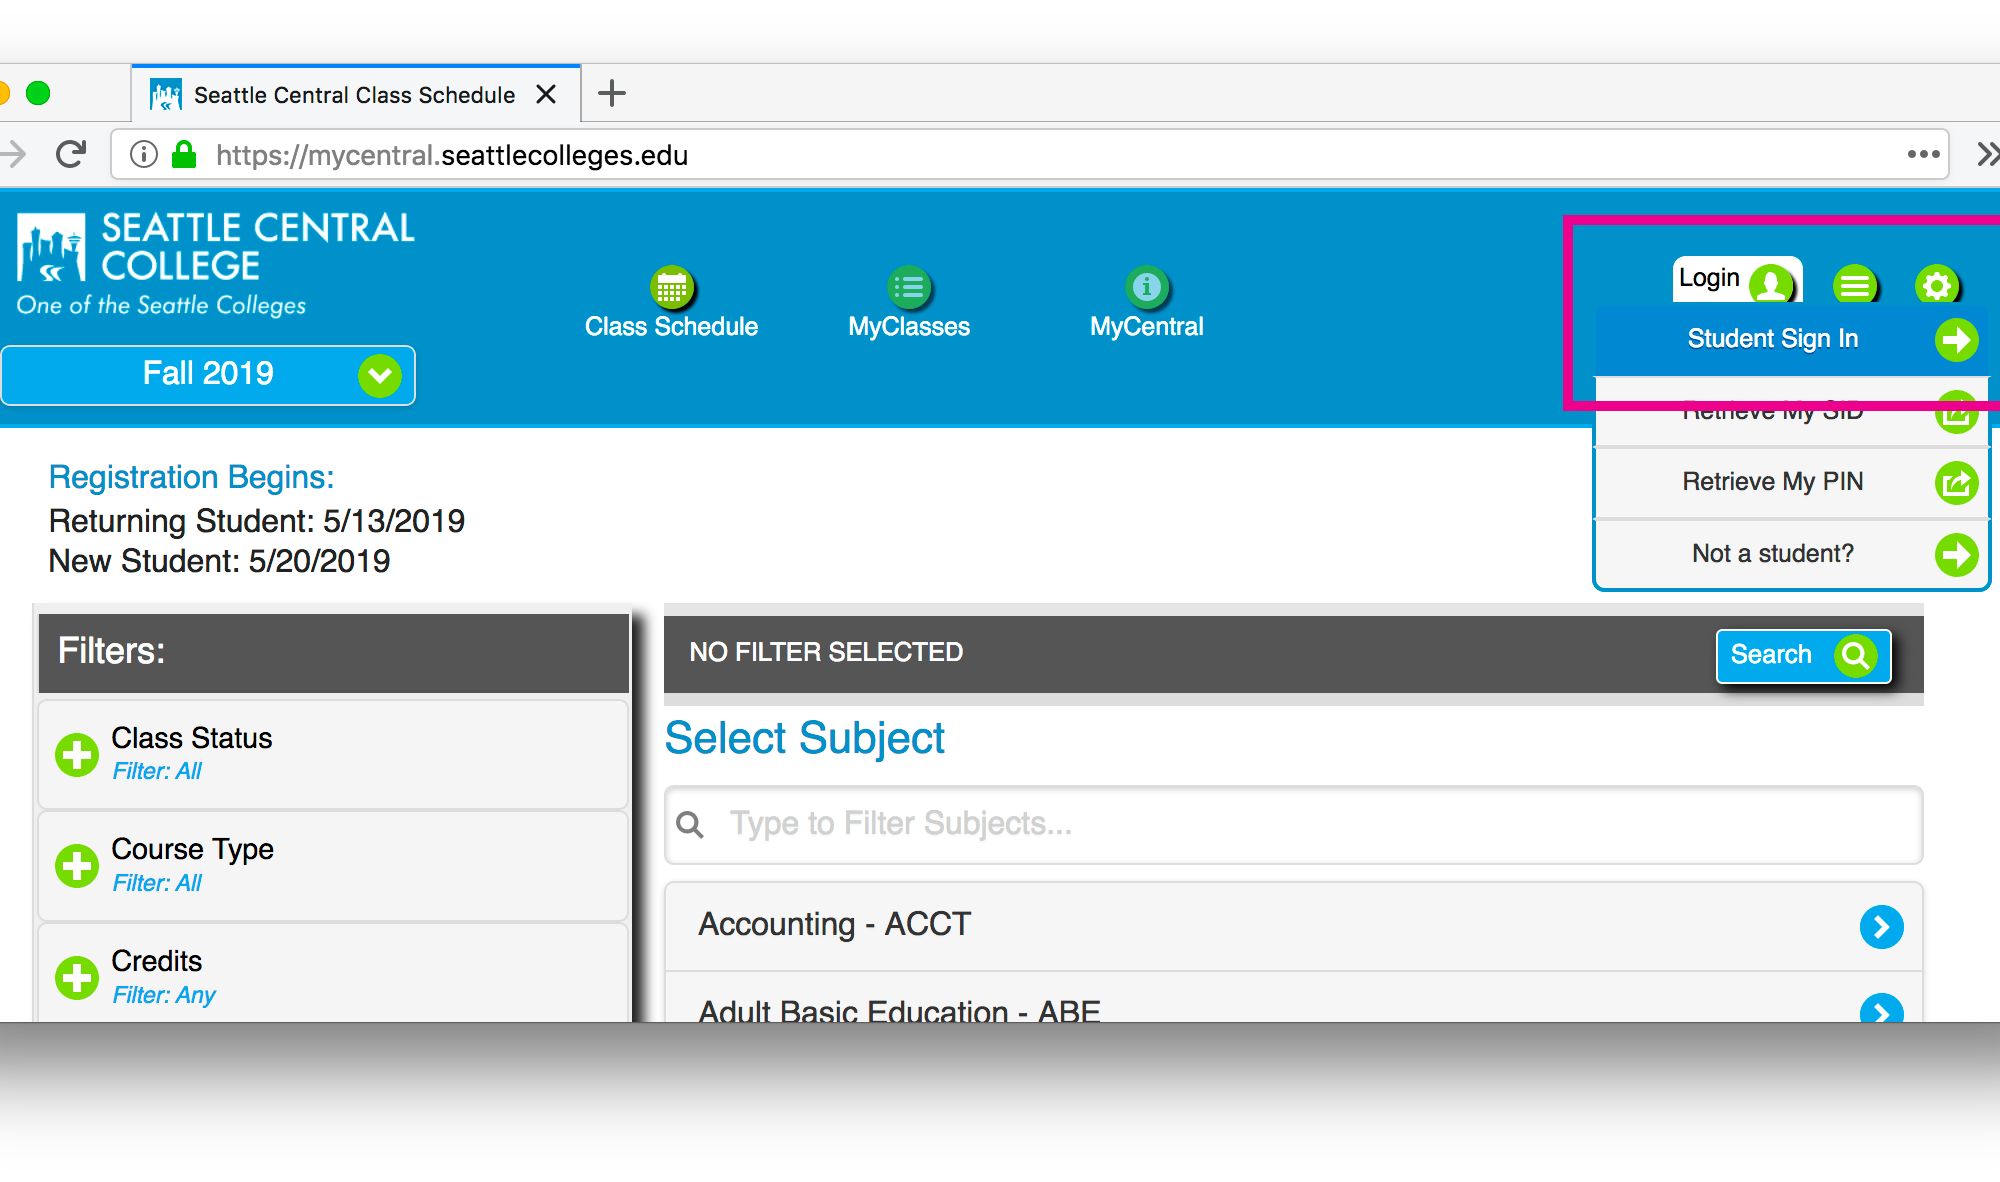 Seattle Central Class Schedule
https://mycentral.seattlecolleges.edu
SEATTLE CENTRAL
COLLEGE
One of the Seattle Colleges
Fall 2019
Class Schedule
MyClasses
MyCentral
Login
Student Sign In
Retrieve My SID
Retrieve My PIN
Not a student?
Registration Begins:
Returning Student: 5/13/2019
New Student: 5/20/2019
Filters:
Class Status
Filter: All
Course Type
Filter: All
Credits
Filter: Any
NO FILTER SELECTED
Search
Select Subject
Type to Filter Subjects...
Accounting - ACCT
Adult Basic Education - ABE